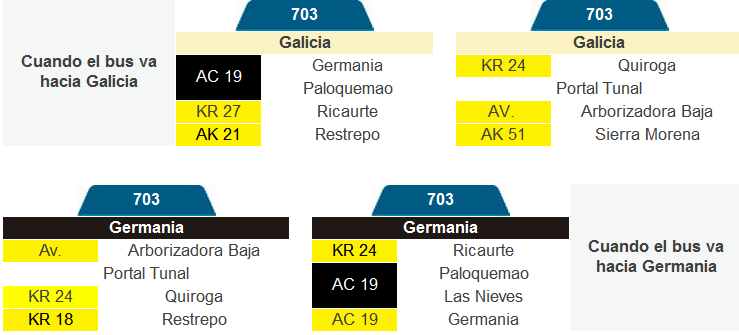 Cuando el bus va
hacia Galicia
703
Galicia
AC 19 Germania
Paloquemao
KR 27 Ricaurte
AK 21 Restrepo
703
Galicia
KR 24 Quiroga
Portal Tunal
AV. Arborizadora Baja
AK 51 Sierra Morena
703
Germania
Av. Arborizadora Baja
Portal Tunal
KR 24 Quiroga
KR 18 Restrepo
703
Germania
KR 24 Ricaurte
AC 19 Paloquemao
Las Nieves
AC 19 Germania
Cuando el bus va
hacia Germania